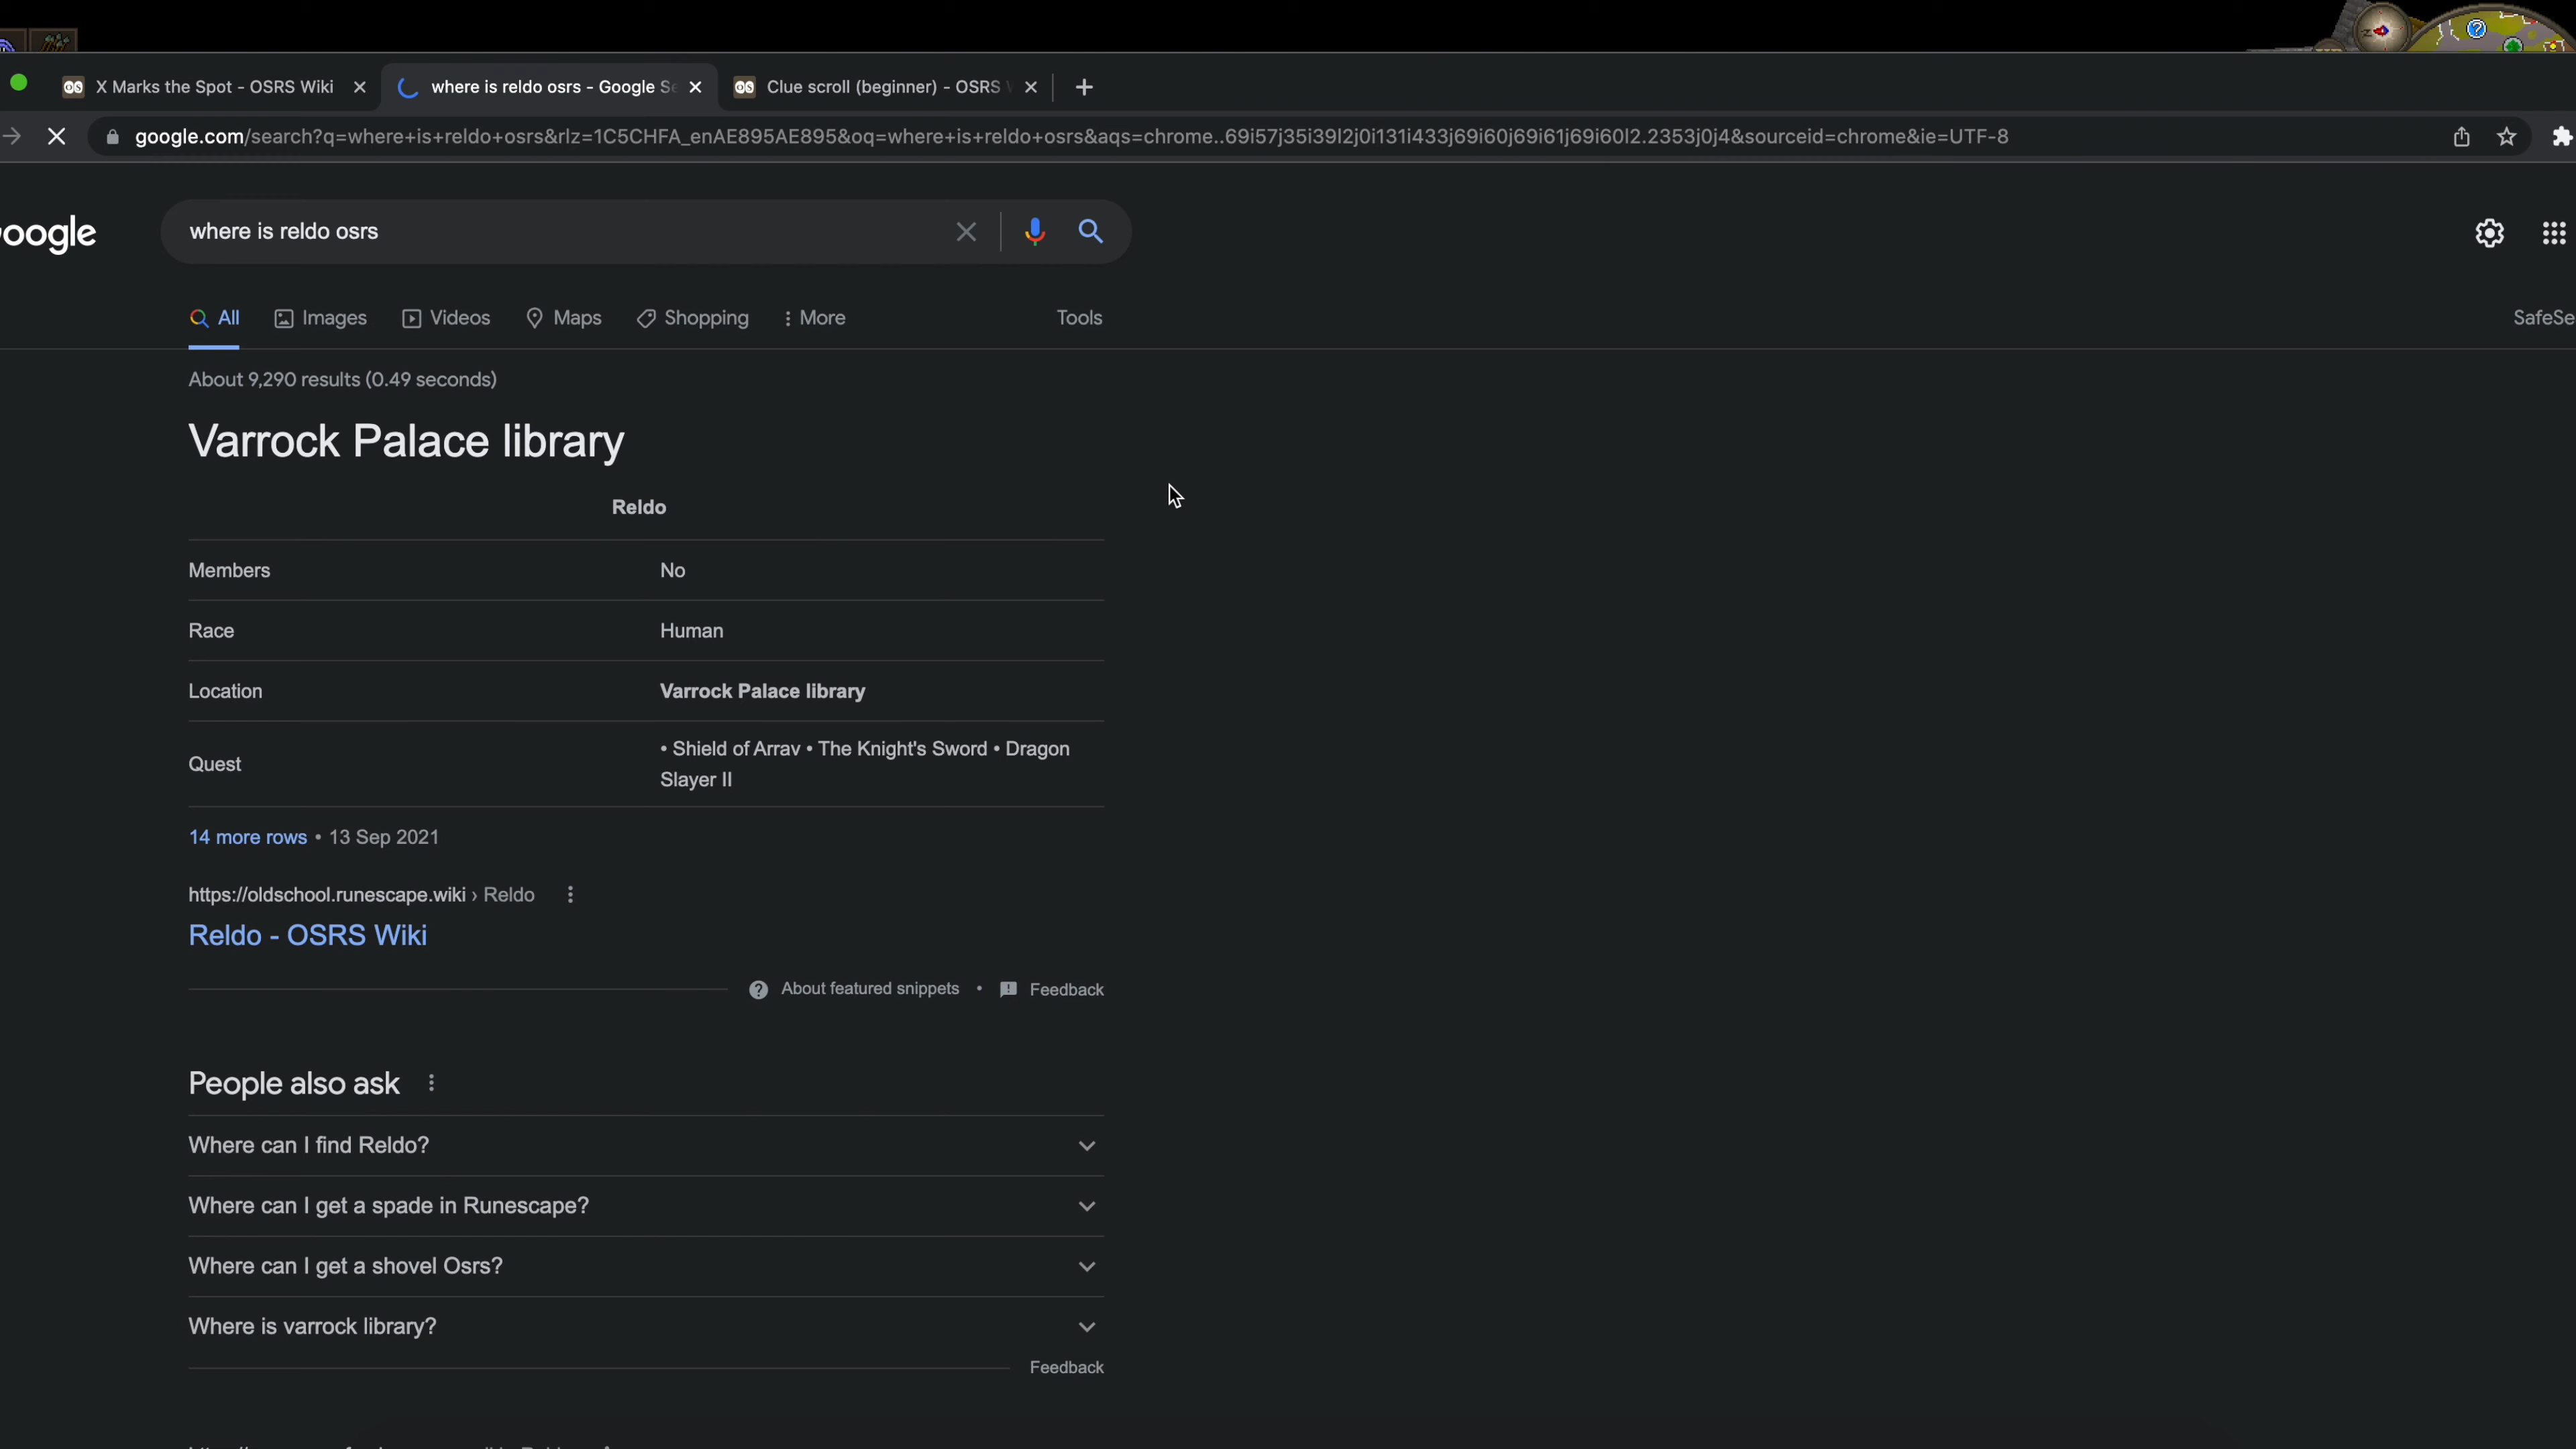 X Marks the Spot - OSRS Wiki
where is reldo osrs - Google Se
Clue scroll (beginner) - OSRS
google.com/search?q=where+is+reldo+osrs&rlz=1C5CHFA_enAE895AE895&oq=where+is+reldo+osrs&aqs=chrome..69i57j35i39l2j0i131i433j69i60j69i61j69i60l2.2353j0j4&sourceid=chrome&ie=UTF-8
oogle
where is reldo osrs
All Images Videos Maps Shopping More Tools SafeSe
About 9,290 results (0.49 seconds)
Varrock Palace library
Reldo
Members No
Race Human
Location Varrock Palace library
Quest • Shield of Arrav • The Knight's Sword • Dragon
Slayer II
14 more rows • 13 Sep 2021
https://oldschool.runescape.wiki › Reldo
Reldo - OSRS Wiki
About featured snippets • Feedback
People also ask
Where can I find Reldo?
Where can I get a spade in Runescape?
Where can I get a shovel Osrs?
Where is varrock library?
Feedback